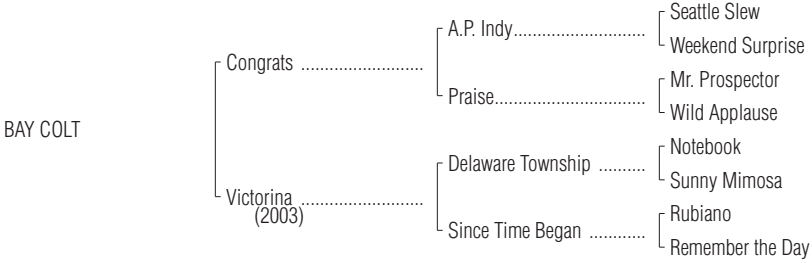 Seattle Slew
A.P. Indy..............................
Weekend Surprise
Congrats ...........................
Mr. Prospector
Praise..................................
Wild Applause
BAY COLT
Notebook
Delaware Township ..........
Sunny Mimosa
Victorina ...........................
(2003)
Rubiano
Since Time Began ............
Remember the Day